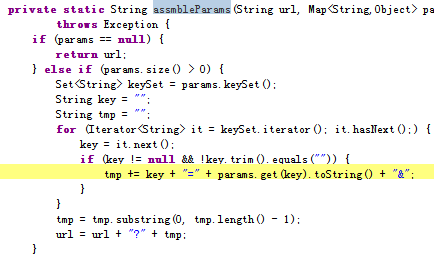 private static String assmbleParams(String url, Map<String,Object> pa
throws Exception {
if (params == null) {
return url;
} else if (params.size() > 0) {
Set<String> keySet = params.keySet();
String key = "";
String tmp = "";
for (Iterator<String> it = keySet.iterator(); it.hasNext();) {
key = it.next();
if (key != null && !key.trim().equals("")) {
tmp += key + "=" + params.get(key).toString() + "&";
}
}
tmp = tmp.substring(0, tmp.length() - 1);
url = url + "?" + tmp;
}